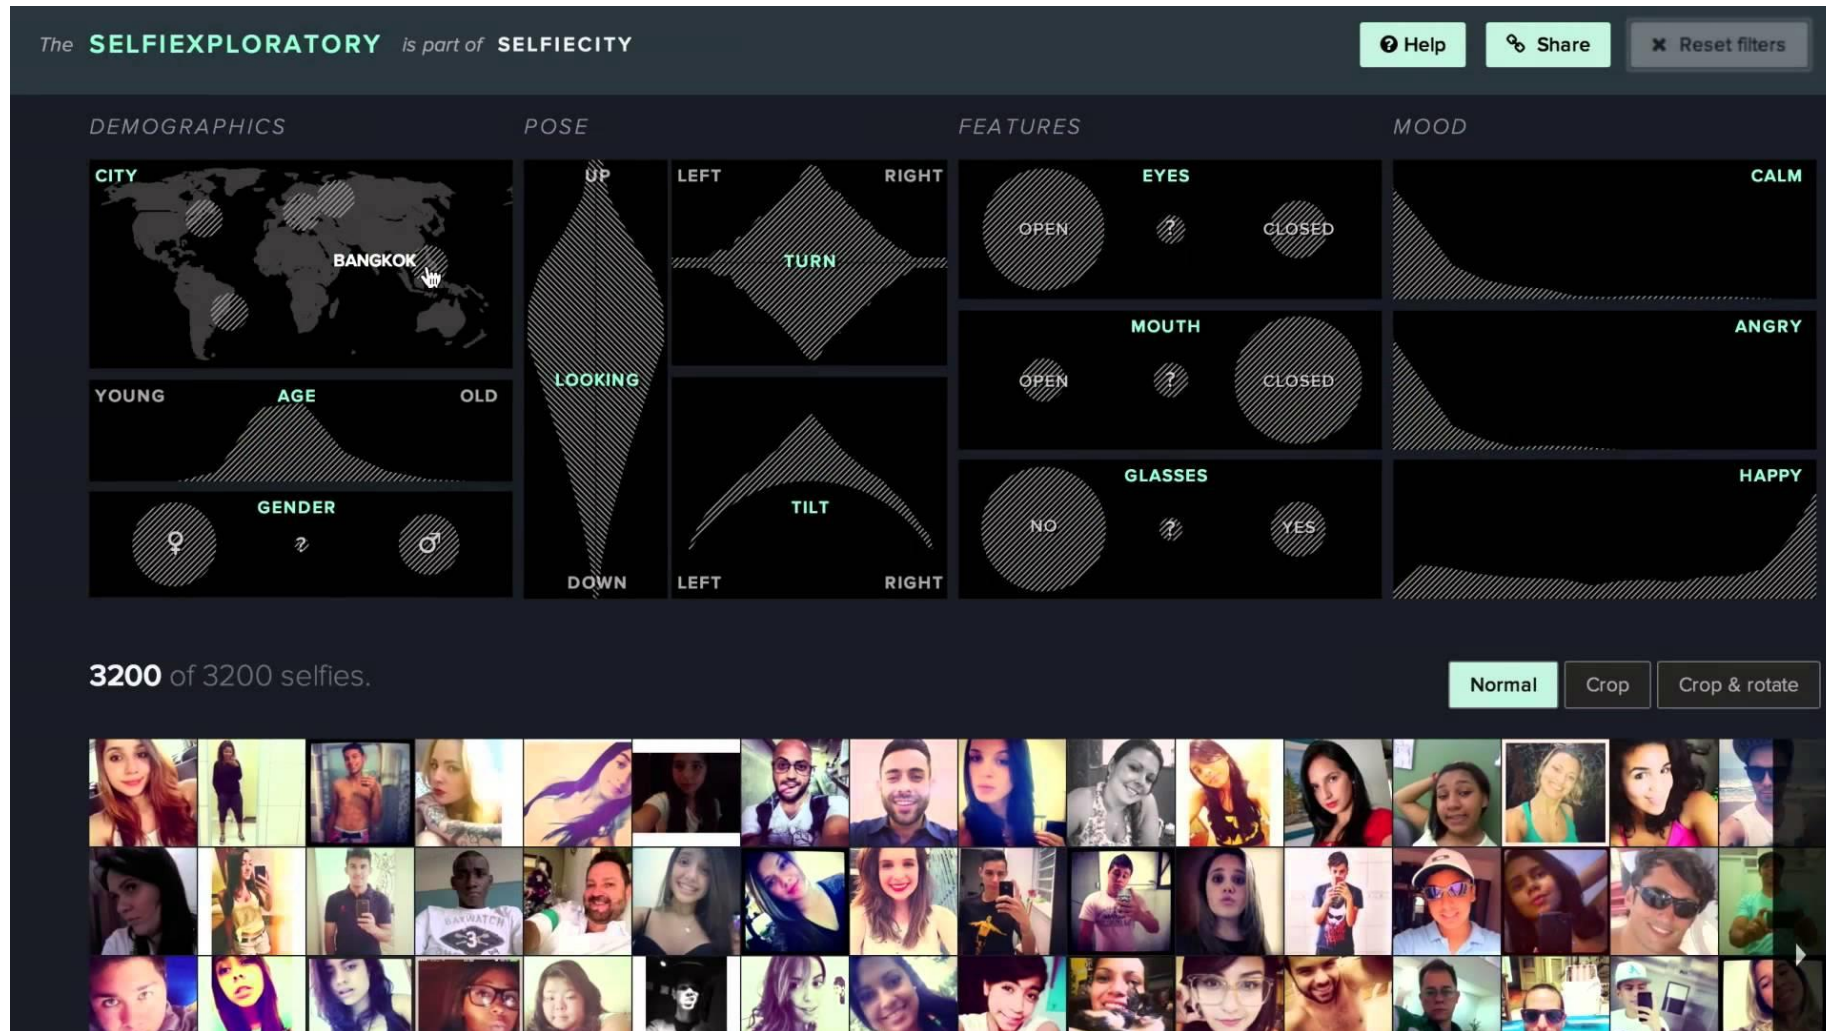 The SELFIEXPLORATORY is part of SELFIECITY
? Help
Share
Reset filters
DEMOGRAPHICS
CITY
BANGKOK
YOUNG AGE OLD
GENDER
♀ ? ♂
POSE
UP
LOOKING
DOWN
LEFT RIGHT
TURN
TILT
LEFT RIGHT
FEATURES
EYES
OPEN ? CLOSED
MOUTH
OPEN ? CLOSED
GLASSES
NO ? YES
MOOD
CALM
ANGRY
HAPPY
3200 of 3200 selfies.
Normal
Crop
Crop & rotate
BAYWATCH
3